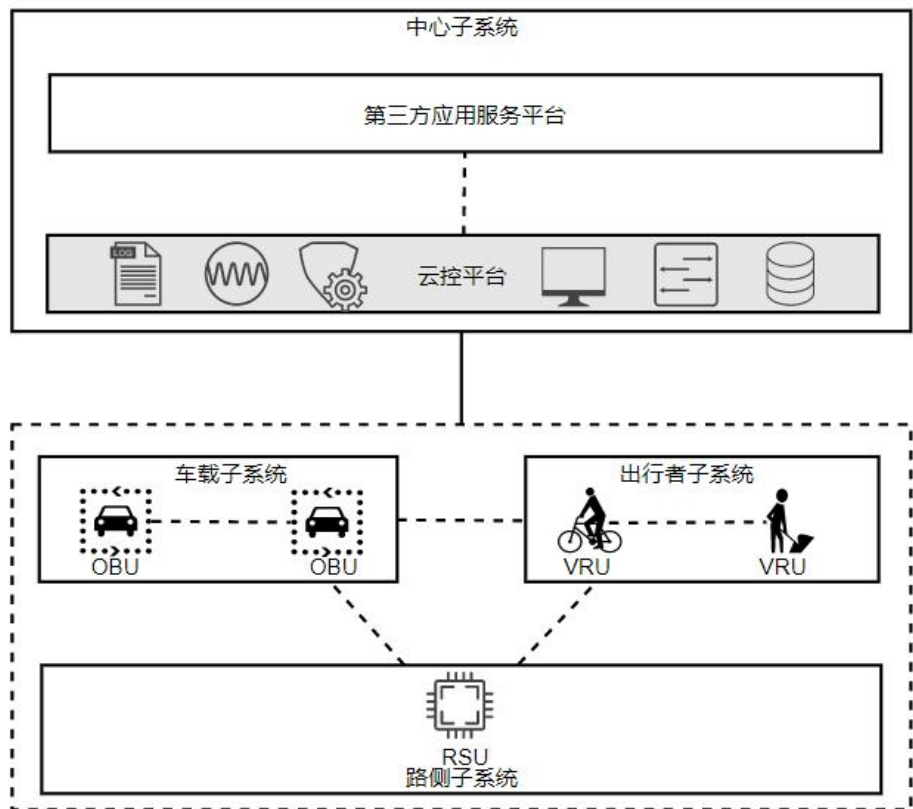 中心子系统
第三方应用服务平台
LOG
云控平台
车载子系统
OBU
OBU
出行者子系统
VRU
VRU
RSU
路侧子系统